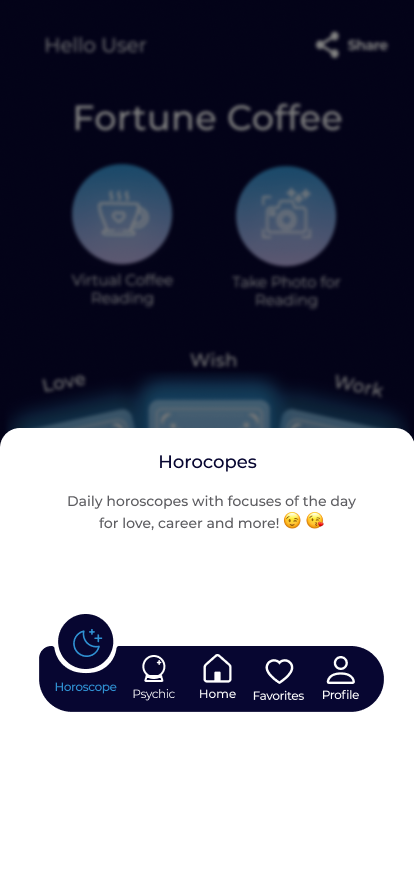 Hello User
Share
Fortune Coffee
Virtual Coffee
Reading
Take Photo for
Reading
Wish
Love
Work
Horocopes
Daily horoscopes with focuses of the day
for love, career and more! 😉 😘
Horoscope
Psychic
Home
Favorites
Profile